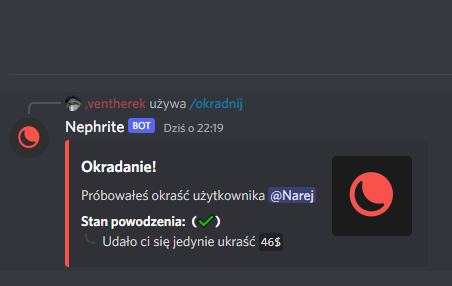 ,ventherek używa /okradnij
Nephrite BOT Dziś o 22:19
Okradanie!
Próbowałeś okraść użytkownika @Narej
Stan powodzenia: (✓)
Udało ci się jedynie ukraść 46$